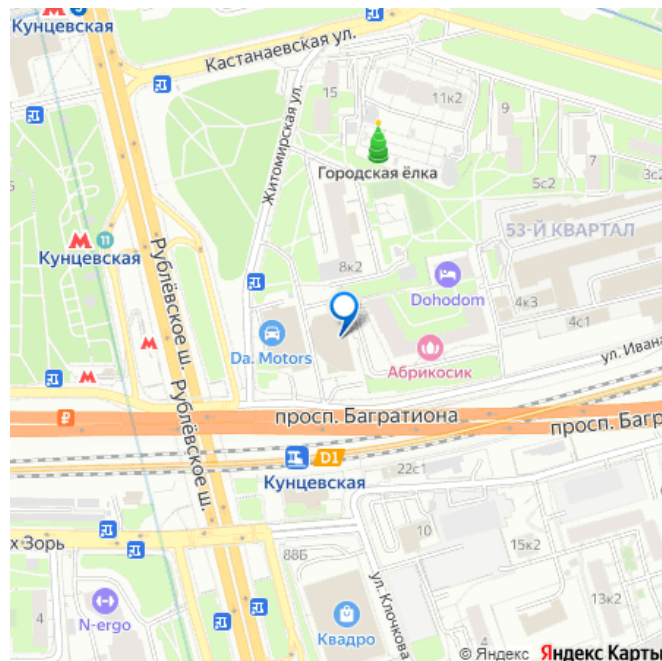 Кунцевская
Кастанаевская ул.
15
11к2
9
Городская ёлка
7
3с2
5с2
Житомирская ул.
53-Й КВАРТАЛ
11
Кунцевская
Рублёвское ш.
8к2
Dohodom
4к3
4с1
Da. Motors
Абрикосик
ул. Ивана
₽
просп. Багратиона
просп. Багр
Рублёвское ш.
D1
Кунцевская
22с1
х Зорь
10
88Б
15к2
ул. Клочкова
13к2
4
N-ergo
Квадро
© Яндекс Яндекс Карты